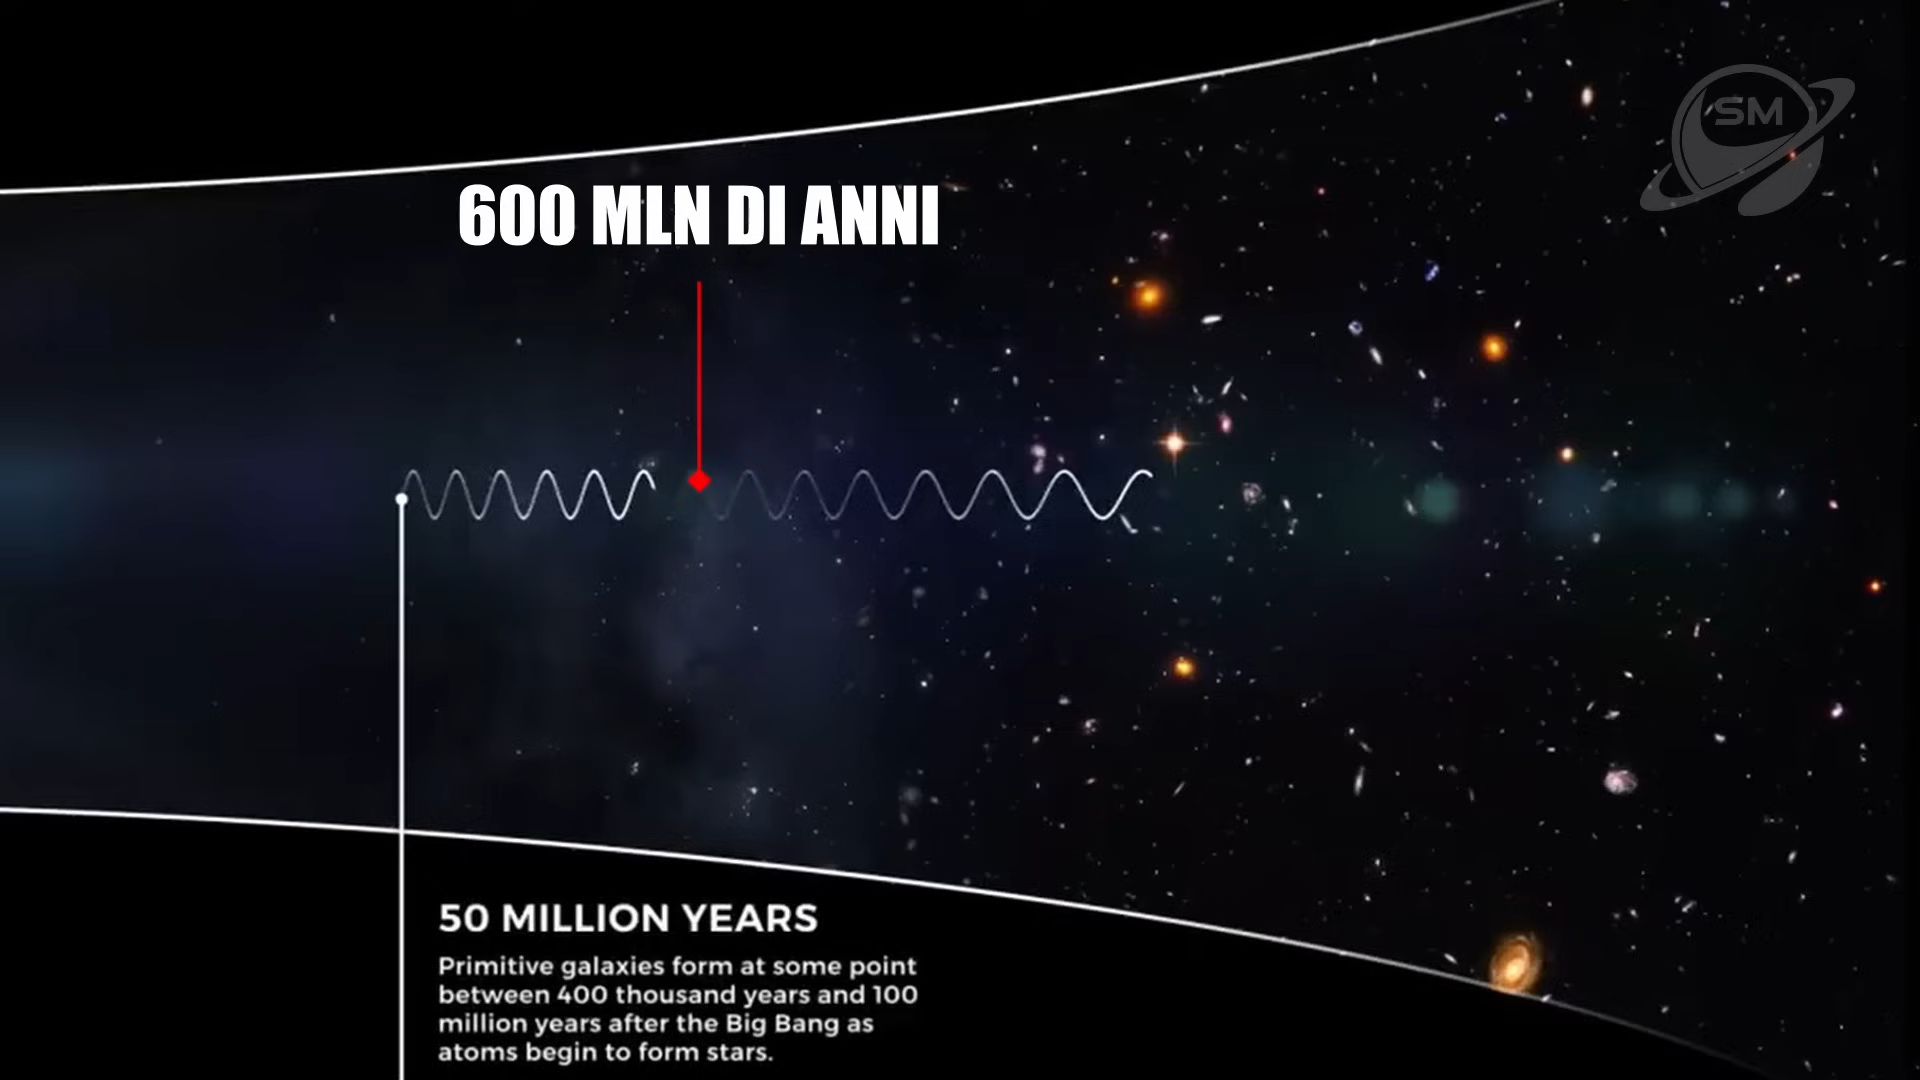 SM
600 MLN DI ANNI
50 MILLION YEARS
Primitive galaxies form at some point
between 400 thousand years and 100
million years after the Big Bang as
atoms begin to form stars.